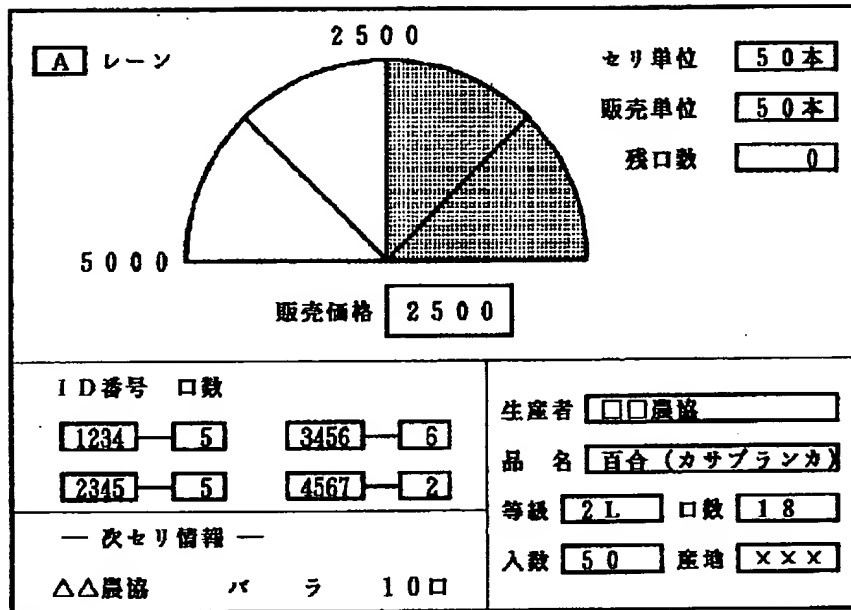 2500
A レーン
セリ単位 50本
販売単位 50本
残口数 0
5000
販売価格 2500
ID番号 口数
1234 5 3456 6
2345 5 4567 2
生産者 □□農協
品名 百合(カサブランカ)
等級 2L 口数 18
入数 50 産地 ×××
― 次セリ情報 ―
△△農協 バラ 10口